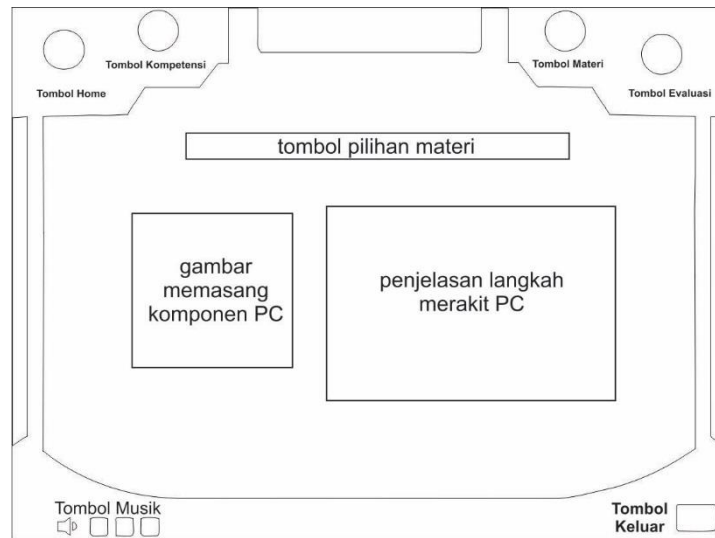 Tombol Kompetensi
Tombol Materi
Tombol Home
Tombol Evaluasi
tombol pilihan materi
gambar
memasang
komponen PC
penjelasan langkah
merakit PC
Tombol Musik
Tombol
Keluar